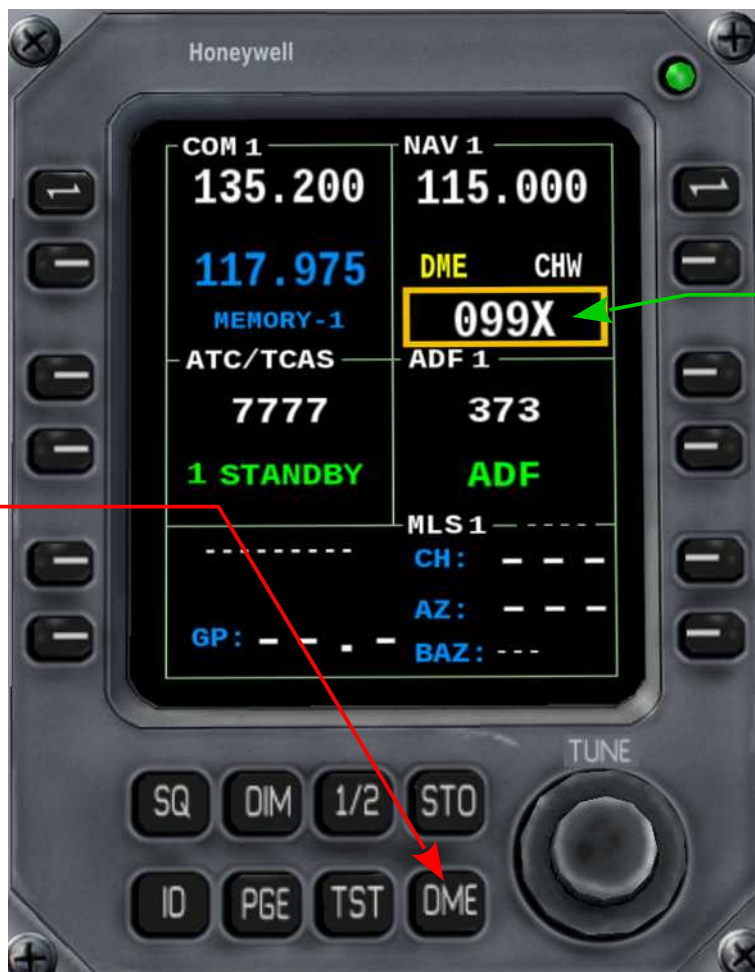 Honeywell
COM 1
135.200
117.975
MEMORY-1
NAV 1
115.000
DME CHW
099X
ATC/TCAS
7777
1 STANDBY
ADF 1
373
ADF
---------
GP: - - . -
MLS 1 -----
CH: - - -
AZ: - - -
BAZ: ---
TUNE
SQ DIM 1/2 STO
ID PGE TST DME